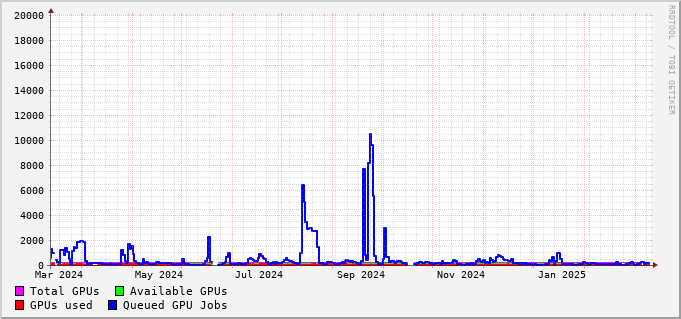 20000
18000
16000
14000
12000
10000
8000
6000
4000
2000
0
Mar 2024 May 2024 Jul 2024 Sep 2024 Nov 2024 Jan 2025
Total GPUs Available GPUs
GPUs used Queued GPU Jobs
RRDTOOL / TOBI OETIKER